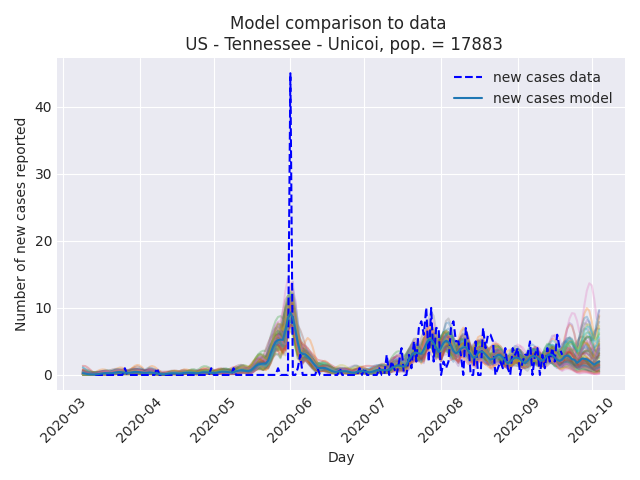 Model comparison to data
US - Tennessee - Unicoi, pop. = 17883
new cases data
new cases model
Number of new cases reported
40
30
20
10
0
2020-03
2020-04
2020-05
2020-06
2020-07
2020-08
2020-09
2020-10
Day